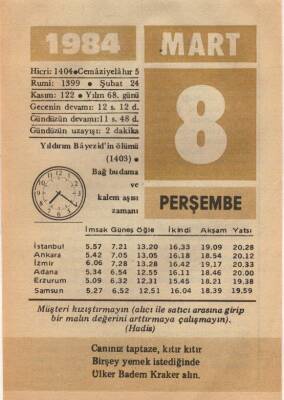 1984 MART
Hicri: 1404●Cemâziyelâhır 5
Rumi: 1399 ● Şubat 24
Kasım: 122 ● Yılın 68. günü
Gecenin devamı: 12 s. 12 d.
Gündüzün devamı:11 s. 48 d.
Gündüzün uzayışı: 2 dakika
8
Yıldırım Bâyezid'in ölümü
(1403) ●
Bağ budama
ve
kalem aşısı
zamanı
PERŞEMBE
İmsak Güneş Öğle İkindi Akşam Yatsı
İstanbul 5.57 7.21 13.20 16.33 19.09 20.28
Ankara 5.42 7.05 13.05 16.18 18.54 20.12
İzmir 6.06 7.28 13.28 16.42 19.17 20.33
Adana 5.34 6.54 12.55 16.11 18.46 20.00
Erzurum 5.09 6.32 12.31 15.45 18.21 19.38
Samsun 5.27 6.52 12.51 16.04 18.39 19.59
Müşteri kızıştırmayın (alıcı ile satıcı arasına girip
bir malın değerini arttırmaya çalışmayın).
(Hadis)
Canınız taptaze, kıtır kıtır
Birşey yemek istediğinde
Ülker Badem Kraker alın.